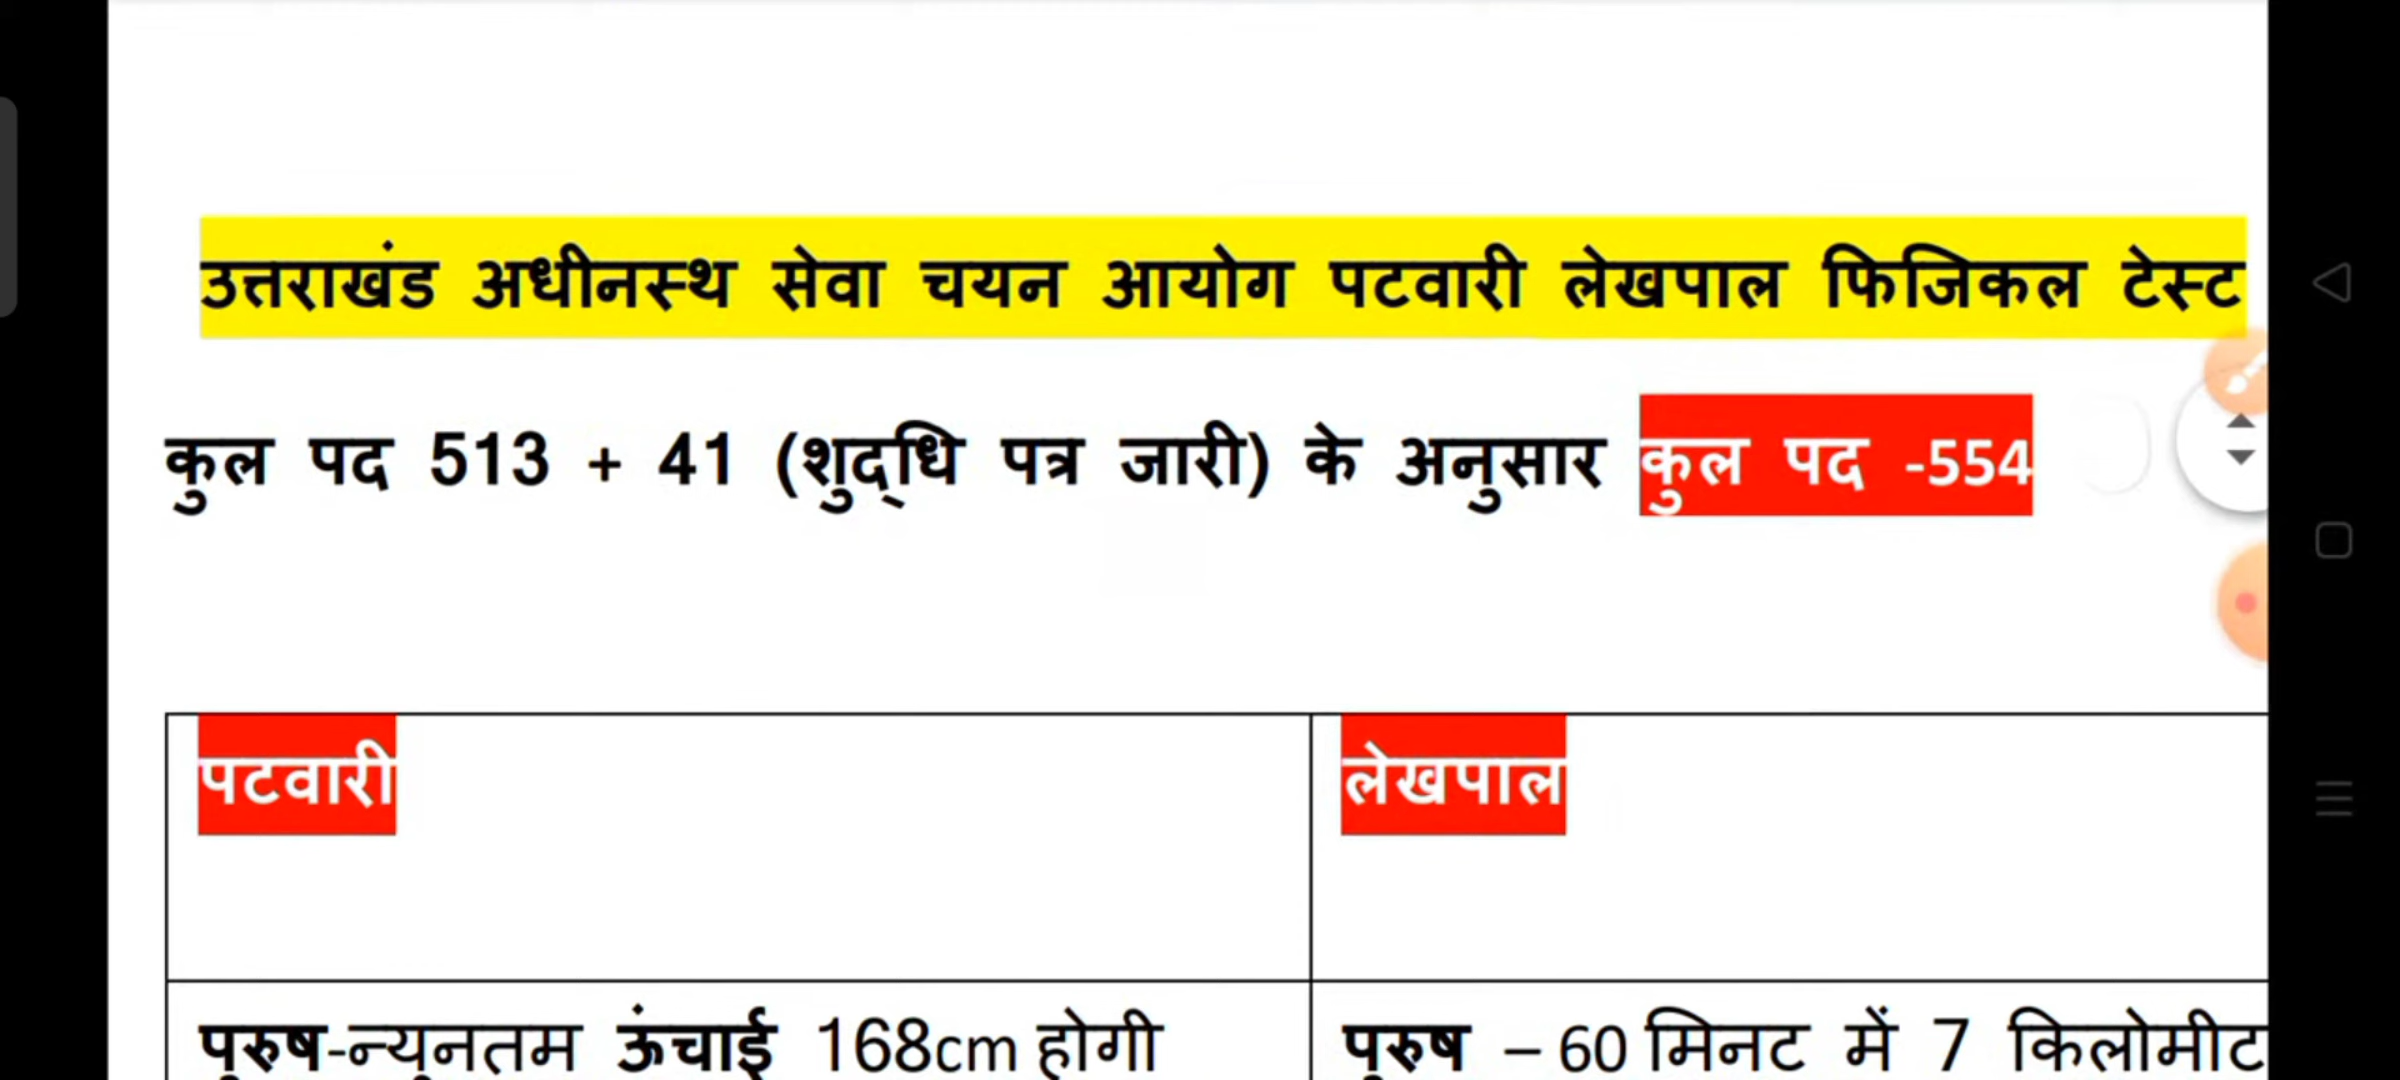 उत्तराखंड अधीनस्थ सेवा चयन आयोग पटवारी लेखपाल फिजिकल टेस्ट
कुल पद 513 + 41 (शुद्धि पत्र जारी) के अनुसार कुल पद -554
पटवारी
लेखपाल
पुरुष-न्यूनतम ऊंचाई 168cm होगी
पुरुष – 60 मिनट में 7 किलोमीट